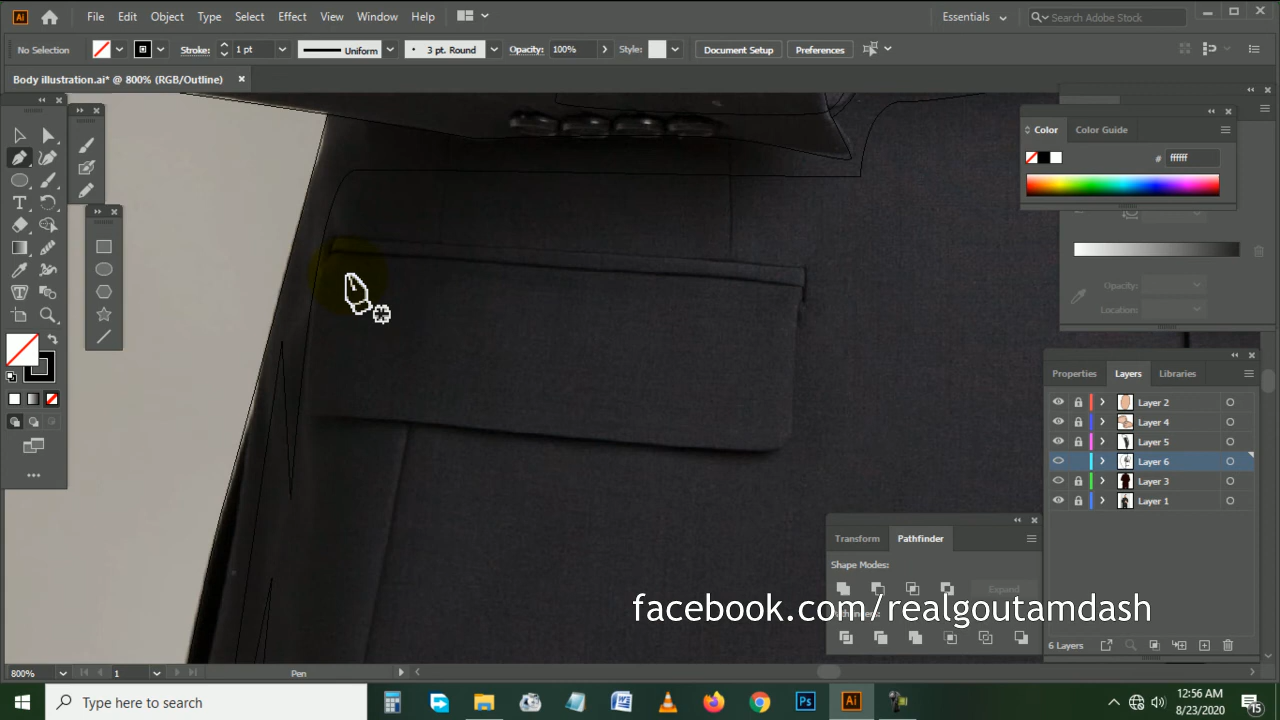 File Edit Object Type Select Effect View Window Help
Essentials
Search Adobe Stock
No Selection
Stroke: 1 pt
Uniform
3 pt. Round
Opacity: 100%
Style:
Document Setup
Preferences
Body illustration.ai* @ 800% (RGB/Outline)
Color
Color Guide
# ffffff
Opacity:
Location:
Properties Layers Libraries
Layer 2
Layer 4
Layer 5
Layer 6
Layer 3
Layer 1
Transform Pathfinder
Shape Modes:
Expand
facebook.com/realgoutamdash
6 Layers
800%
1
Pen
Type here to search
12:56 AM
8/23/2020
15